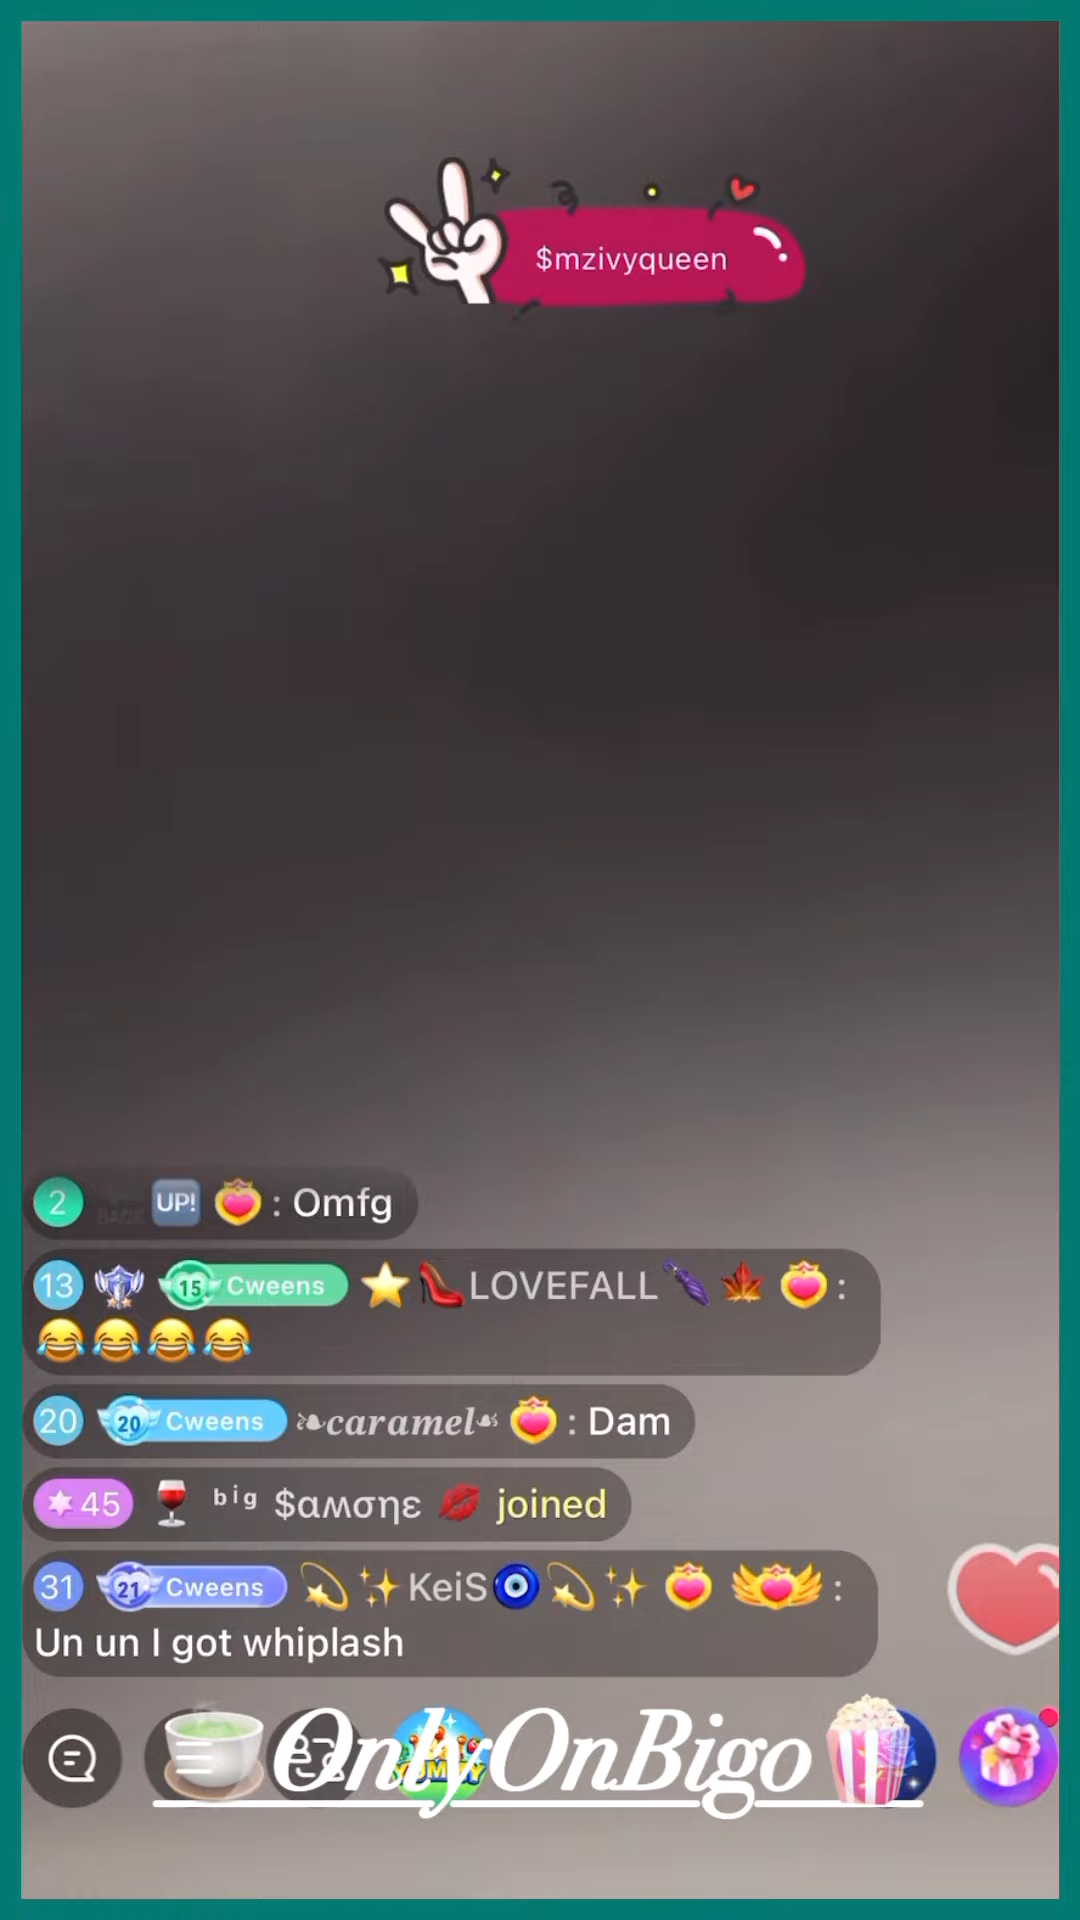 $mzivyqueen
2 UP! : Omfg
13 15 Cweens ⭐👠LOVEFALL🌂🍁 :
😂😂😂😂
20 20 Cweens ❧caramel☙ : Dam
45 🍷 ᵇⁱᵍ $αмσηε 💋 joined
31 21 Cweens 💫✨KeiS🧿💫✨ :
Un un I got whiplash
OnlyOnBigo